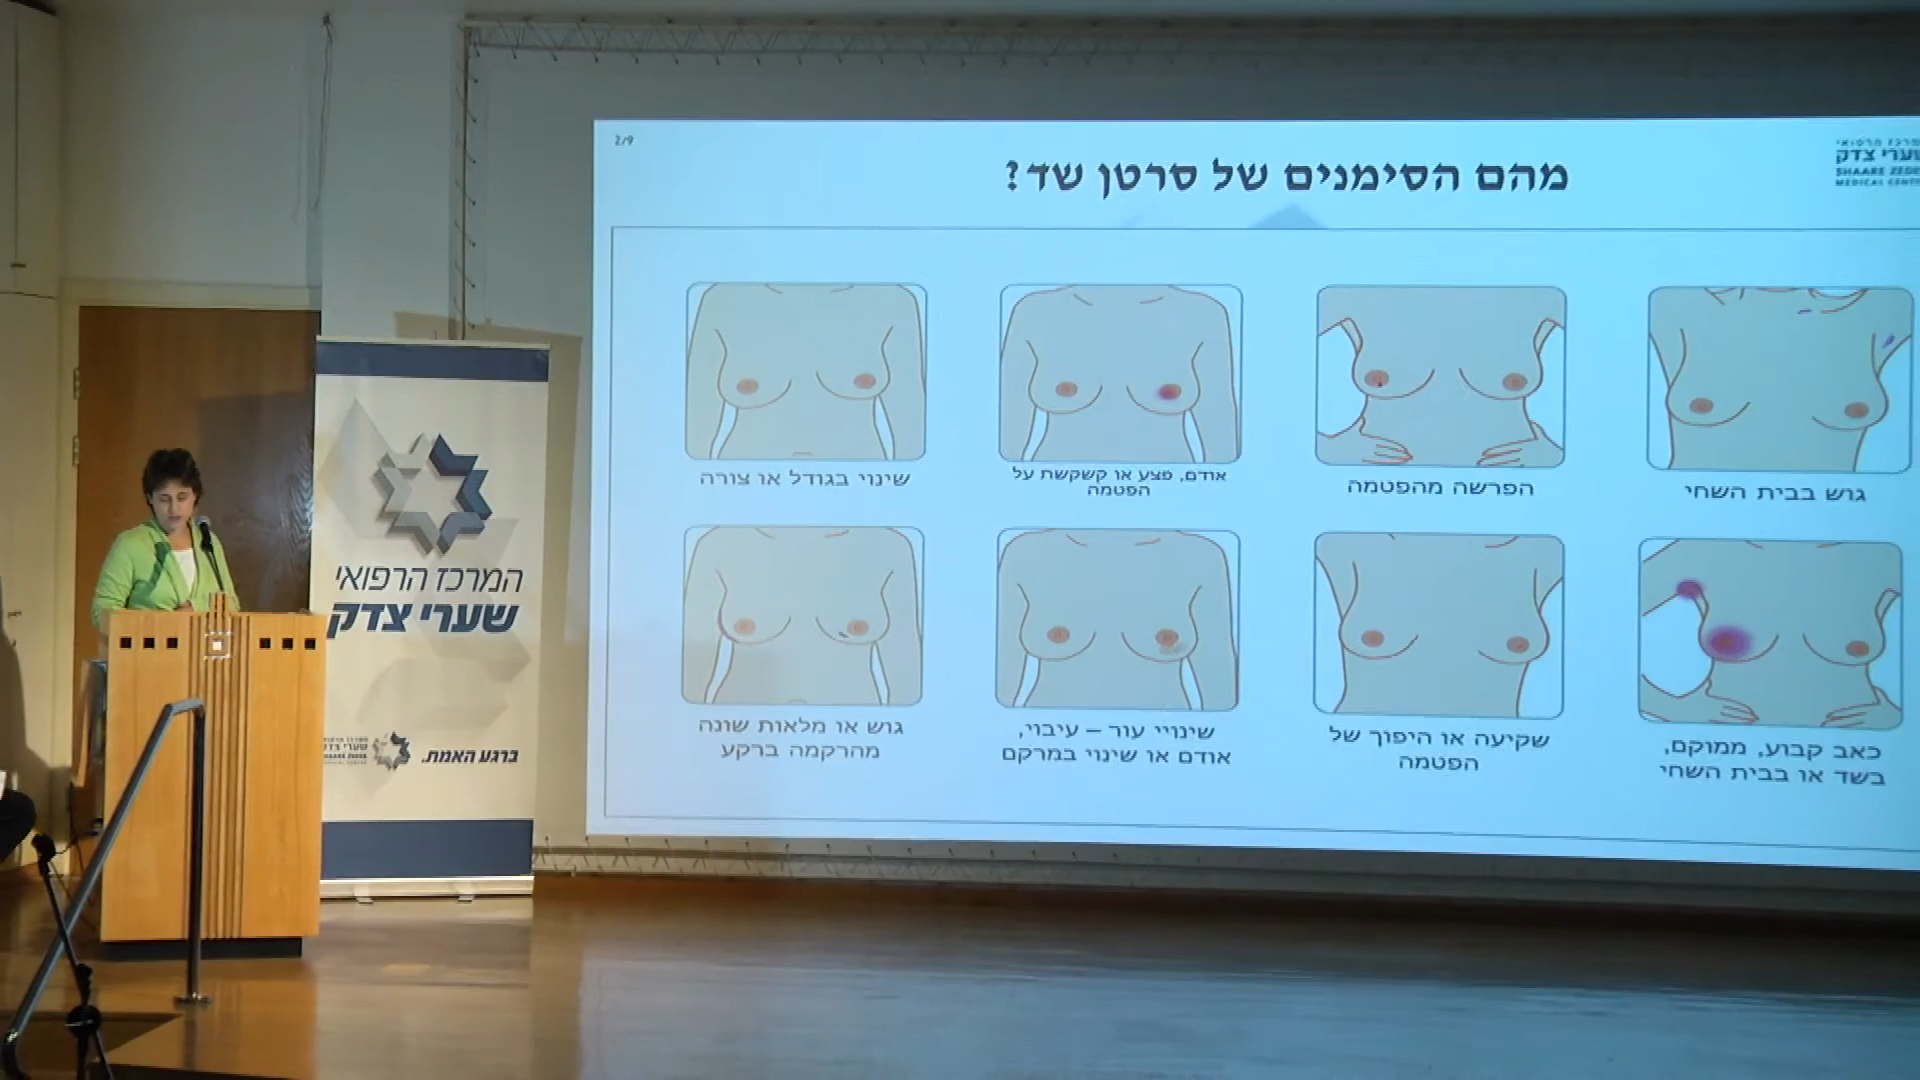 2/9
מהם הסימנים של סרטן שד?
שערי צדק
SHAARE ZEDEK
גוש בבית השחי
הפרשה מהפטמה
אודם, פצע או קשקשת על
הפטמה
שינוי בגודל או צורה
כאב קבוע, ממוקם,
בשד או בבית השחי
שקיעה או היפוך של
הפטמה
שינויי עור – עיבוי,
אודם או שינוי במרקם
גוש או מלאות שונה
מהרקמה ברקע
המרכז הרפואי
שערי צדק
ברגע האמת.
שערי צדק